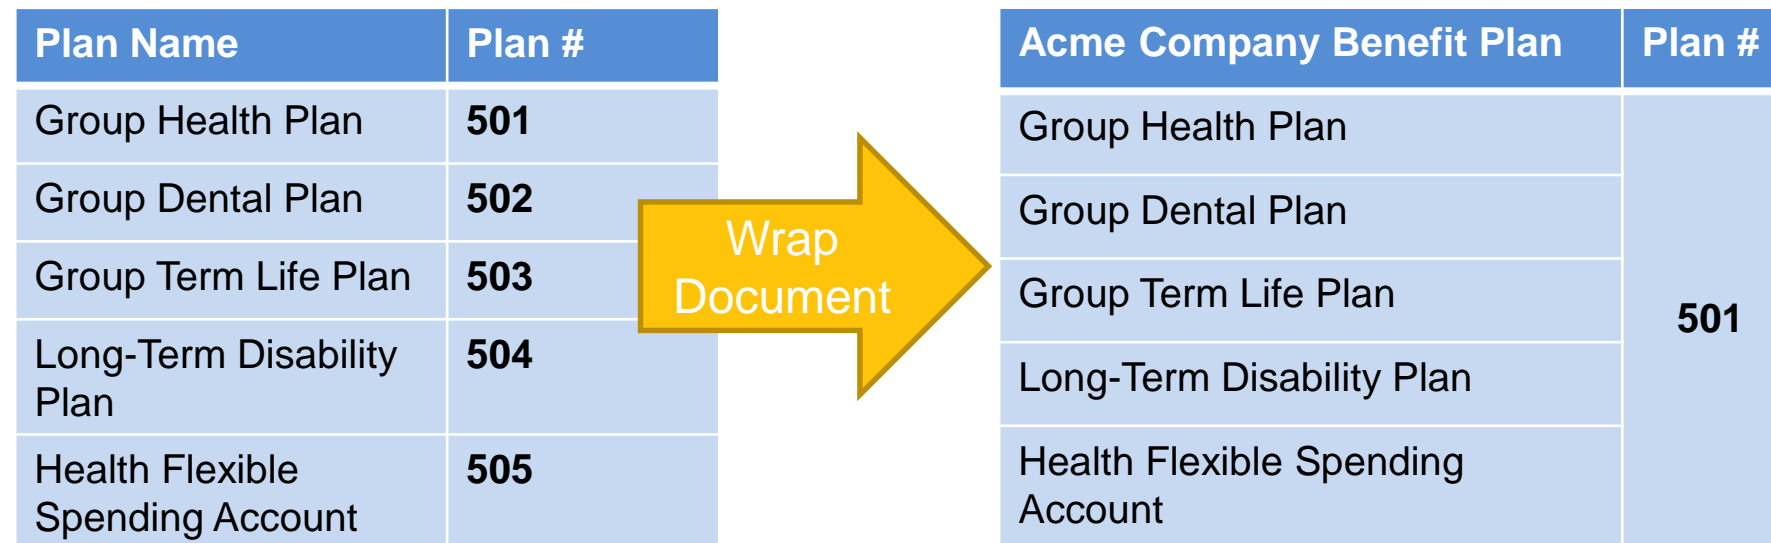 Plan Name Plan #
Group Health Plan 501
Group Dental Plan 502
Group Term Life Plan 503
Long-Term Disability 504
Plan
Health Flexible 505
Spending Account
Wrap
Document
Acme Company Benefit Plan Plan #
Group Health Plan
Group Dental Plan
Group Term Life Plan
501
Long-Term Disability Plan
Health Flexible Spending
Account